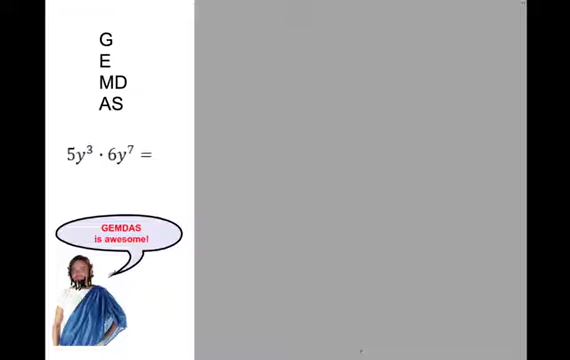 G
E
MD
AS
5y³ · 6y⁷ =
GEMDAS
is awesome!